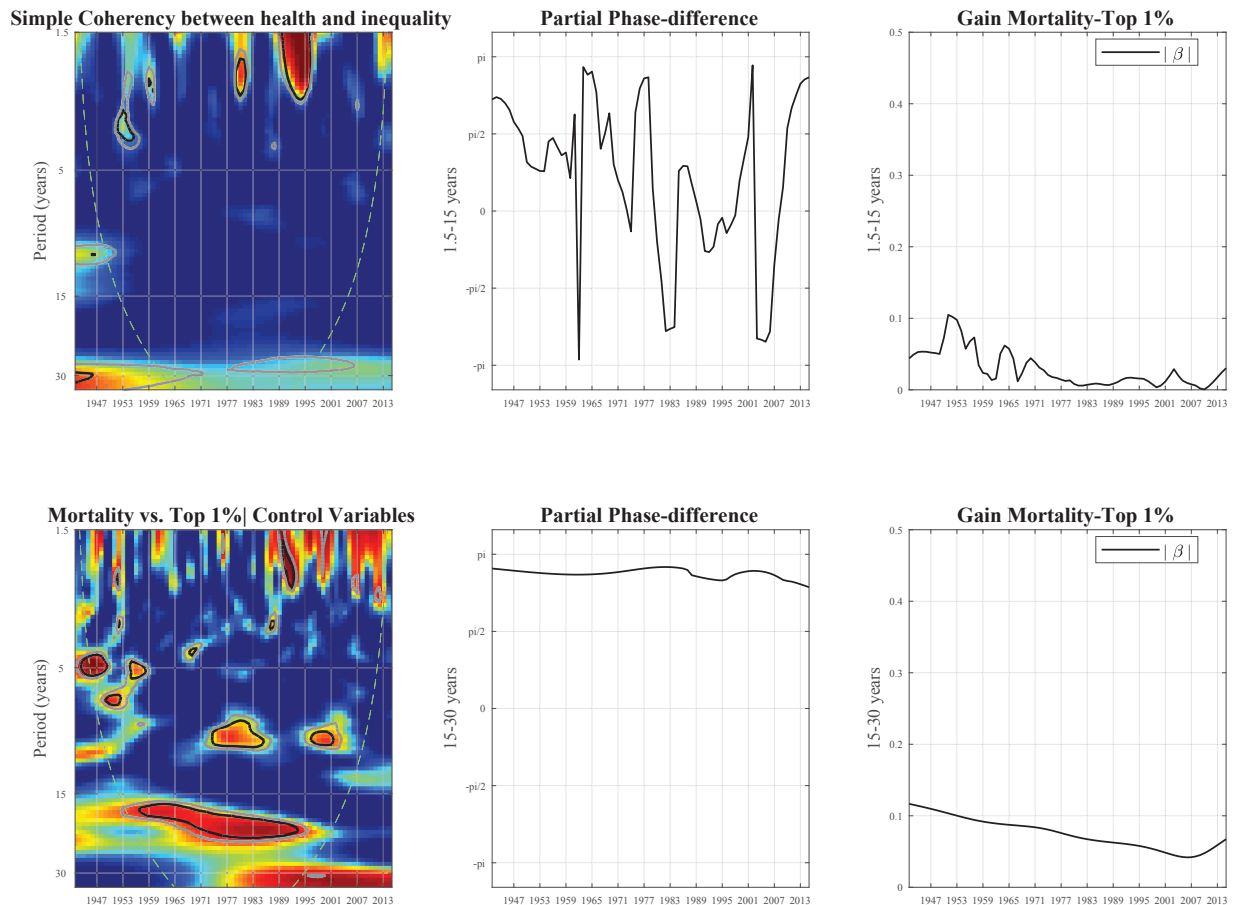 Simple Coherency between health and inequality
Partial Phase-difference
Gain Mortality-Top 1%
Period (years)
1.5
5
15
30
1947 1953 1959 1965 1971 1977 1983 1989 1995 2001 2007 2013
1.5-15 years
pi
pi/2
0
-pi/2
-pi
1947 1953 1959 1965 1971 1977 1983 1989 1995 2001 2007 2013
1.5-15 years
0.5
0.4
0.3
0.2
0.1
0
| β |
1947 1953 1959 1965 1971 1977 1983 1989 1995 2001 2007 2013
Mortality vs. Top 1%| Control Variables
Partial Phase-difference
Gain Mortality-Top 1%
Period (years)
1.5
5
15
30
1947 1953 1959 1965 1971 1977 1983 1989 1995 2001 2007 2013
15-30 years
pi
pi/2
0
-pi/2
-pi
1947 1953 1959 1965 1971 1977 1983 1989 1995 2001 2007 2013
15-30 years
0.5
0.4
0.3
0.2
0.1
0
| β |
1947 1953 1959 1965 1971 1977 1983 1989 1995 2001 2007 2013